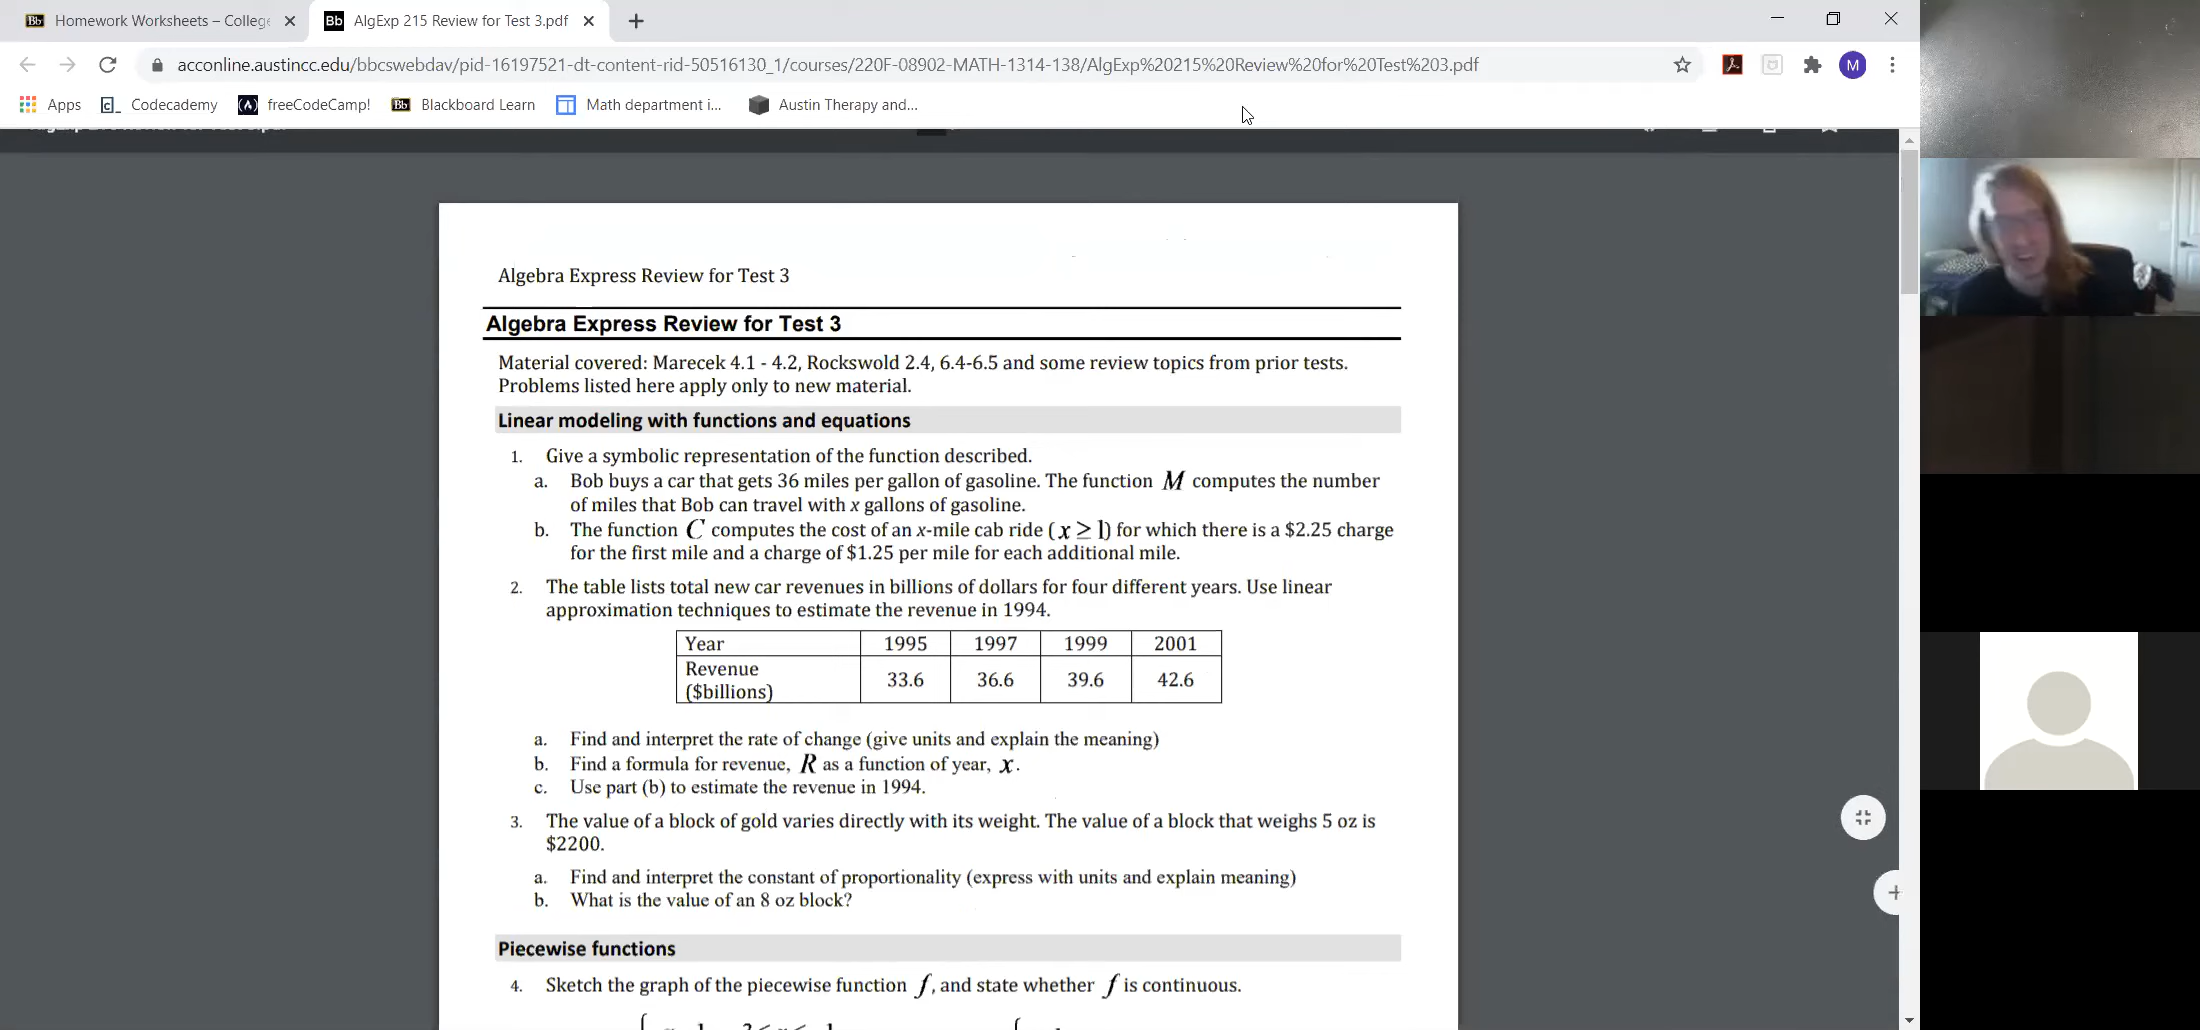 Homework Worksheets – College
AlgExp 215 Review for Test 3.pdf
acconline.austincc.edu/bbcswebdav/pid-16197521-dt-content-rid-50516130_1/courses/220F-08902-MATH-1314-138/AlgExp%20215%20Review%20for%20Test%203.pdf
M
Apps
Codecademy
freeCodeCamp!
Blackboard Learn
Math department i...
Austin Therapy and...
Algebra Express Review for Test 3
Algebra Express Review for Test 3
Material covered: Marecek 4.1 - 4.2, Rockswold 2.4, 6.4-6.5 and some review topics from prior tests.
Problems listed here apply only to new material.
Linear modeling with functions and equations
1. Give a symbolic representation of the function described.
a. Bob buys a car that gets 36 miles per gallon of gasoline. The function M computes the number
of miles that Bob can travel with x gallons of gasoline.
b. The function C computes the cost of an x-mile cab ride (x ≥ 1) for which there is a $2.25 charge
for the first mile and a charge of $1.25 per mile for each additional mile.
2. The table lists total new car revenues in billions of dollars for four different years. Use linear
approximation techniques to estimate the revenue in 1994.
Year 1995 1997 1999 2001
Revenue
($billions) 33.6 36.6 39.6 42.6
a. Find and interpret the rate of change (give units and explain the meaning)
b. Find a formula for revenue, R as a function of year, x.
c. Use part (b) to estimate the revenue in 1994.
3. The value of a block of gold varies directly with its weight. The value of a block that weighs 5 oz is
$2200.
a. Find and interpret the constant of proportionality (express with units and explain meaning)
b. What is the value of an 8 oz block?
Piecewise functions
4. Sketch the graph of the piecewise function f, and state whether f is continuous.